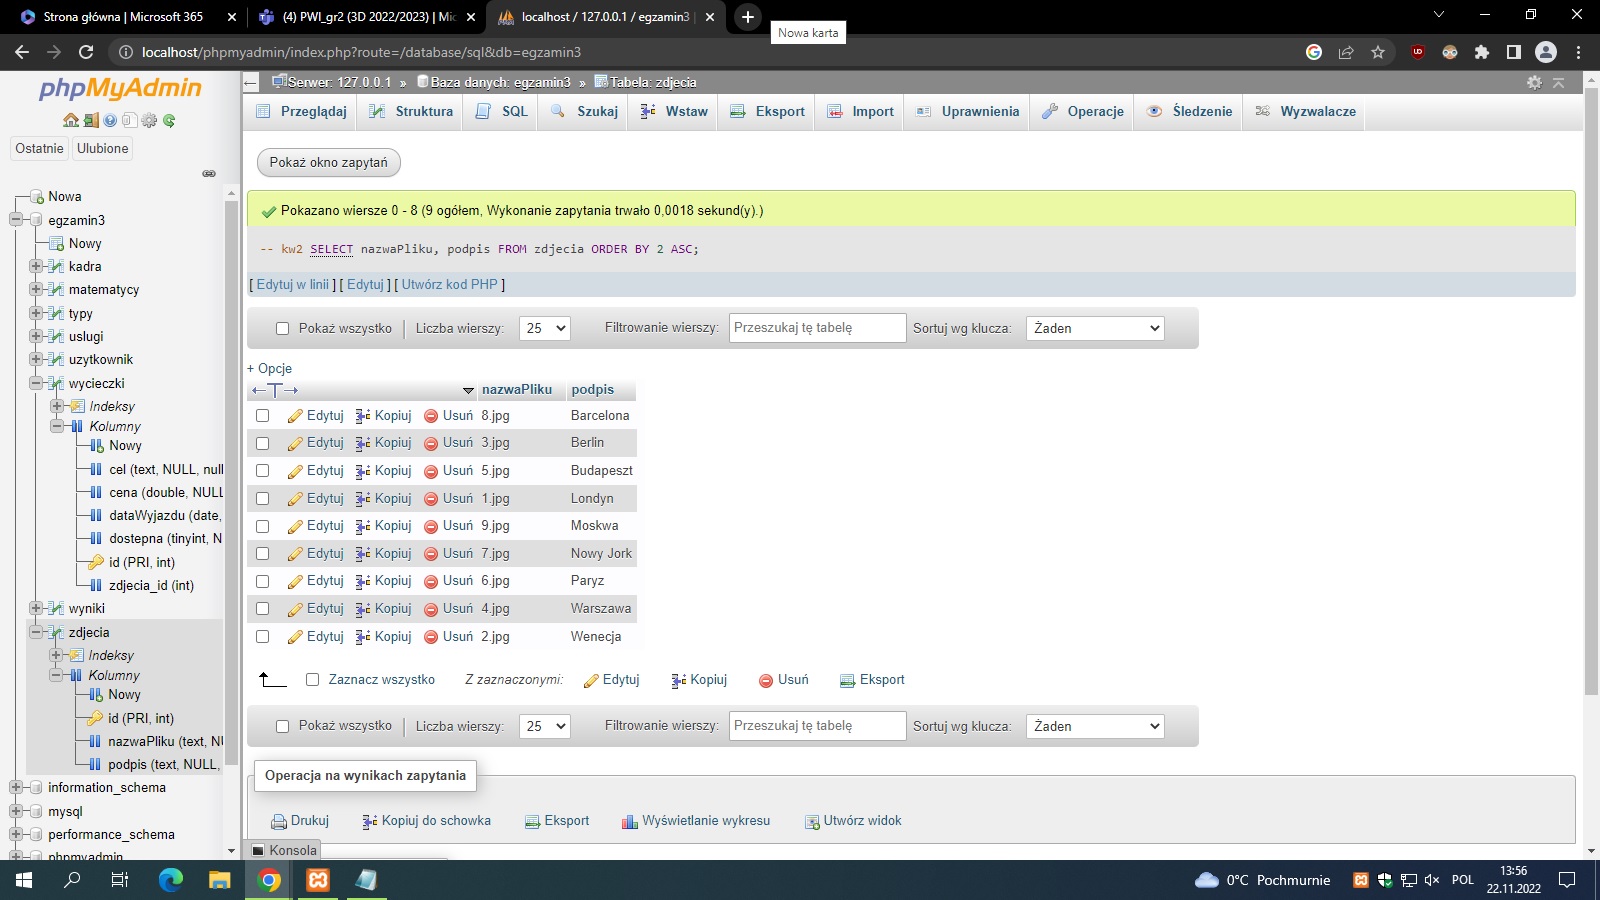 Strona główna | Microsoft 365
(4) PWI_gr2 (3D 2022/2023) | Mic
localhost / 127.0.0.1 / egzamin3 |
Nowa karta
localhost/phpmyadmin/index.php?route=/database/sql&db=egzamin3
phpMyAdmin
Ostatnie
Ulubione
Nowa
egzamin3
Nowy
kadra
matematycy
typy
uslugi
uzytkownik
wycieczki
Indeksy
Kolumny
Nowy
cel (text, NULL, null
cena (double, NULL
dataWyjazdu (date,
dostepna (tinyint, N
id (PRI, int)
zdjecia_id (int)
wyniki
zdjecia
Indeksy
Kolumny
Nowy
id (PRI, int)
nazwaPliku (text, NU
podpis (text, NULL,
information_schema
mysql
performance_schema
phpmyadmin
Serwer: 127.0.0.1 » Baza danych: egzamin3 » Tabela: zdjecia
Przeglądaj
Struktura
SQL
Szukaj
Wstaw
Eksport
Import
Uprawnienia
Operacje
Śledzenie
Wyzwalacze
Pokaż okno zapytań
Pokazano wiersze 0 - 8 (9 ogółem, Wykonanie zapytania trwało 0,0018 sekund(y).)
-- kw2 SELECT nazwaPliku, podpis FROM zdjecia ORDER BY 2 ASC;
[ Edytuj w linii ] [ Edytuj ] [ Utwórz kod PHP ]
Pokaż wszystko | Liczba wierszy: 25 Filtrowanie wierszy: Przeszukaj tę tabelę Sortuj wg klucza: Żaden
+ Opcje
←T→ nazwaPliku podpis
Edytuj Kopiuj Usuń 8.jpg Barcelona
Edytuj Kopiuj Usuń 3.jpg Berlin
Edytuj Kopiuj Usuń 5.jpg Budapeszt
Edytuj Kopiuj Usuń 1.jpg Londyn
Edytuj Kopiuj Usuń 9.jpg Moskwa
Edytuj Kopiuj Usuń 7.jpg Nowy Jork
Edytuj Kopiuj Usuń 6.jpg Paryz
Edytuj Kopiuj Usuń 4.jpg Warszawa
Edytuj Kopiuj Usuń 2.jpg Wenecja
Zaznacz wszystko Z zaznaczonymi: Edytuj Kopiuj Usuń Eksport
Pokaż wszystko | Liczba wierszy: 25 Filtrowanie wierszy: Przeszukaj tę tabelę Sortuj wg klucza: Żaden
Operacja na wynikach zapytania
Drukuj Kopiuj do schowka Eksport Wyświetlanie wykresu Utwórz widok
Konsola
0°C Pochmurnie
POL
13:56
22.11.2022